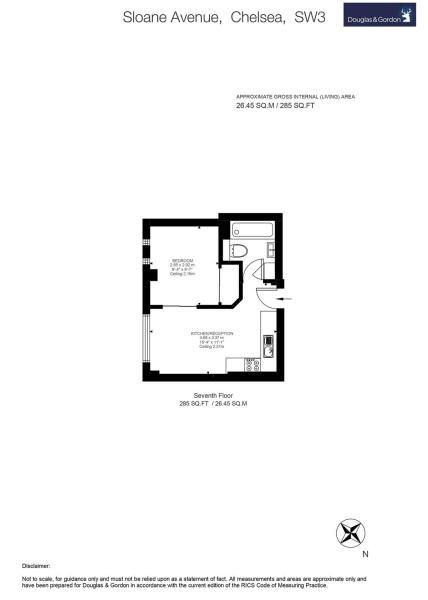 Sloane Avenue, Chelsea, SW3
Douglas & Gordon
APPROXIMATE GROSS INTERNAL (LIVING) AREA
26.45 SQ.M / 285 SQ.FT
BEDROOM
2.85 x 2.92 m
9'-4" x 9'-7"
Ceiling 2.16m
KITCHEN/RECEPTION
4.68 x 3.37 m
15'-4" x 11'-1"
Ceiling 2.31m
Seventh Floor
285 SQ.FT / 26.45 SQ.M
N
Disclaimer:
Not to scale, for guidance only and must not be relied upon as a statement of fact. All measurements and areas are approximate only and
have been prepared for Douglas & Gordon in accordance with the current edition of the RICS Code of Measuring Practice.